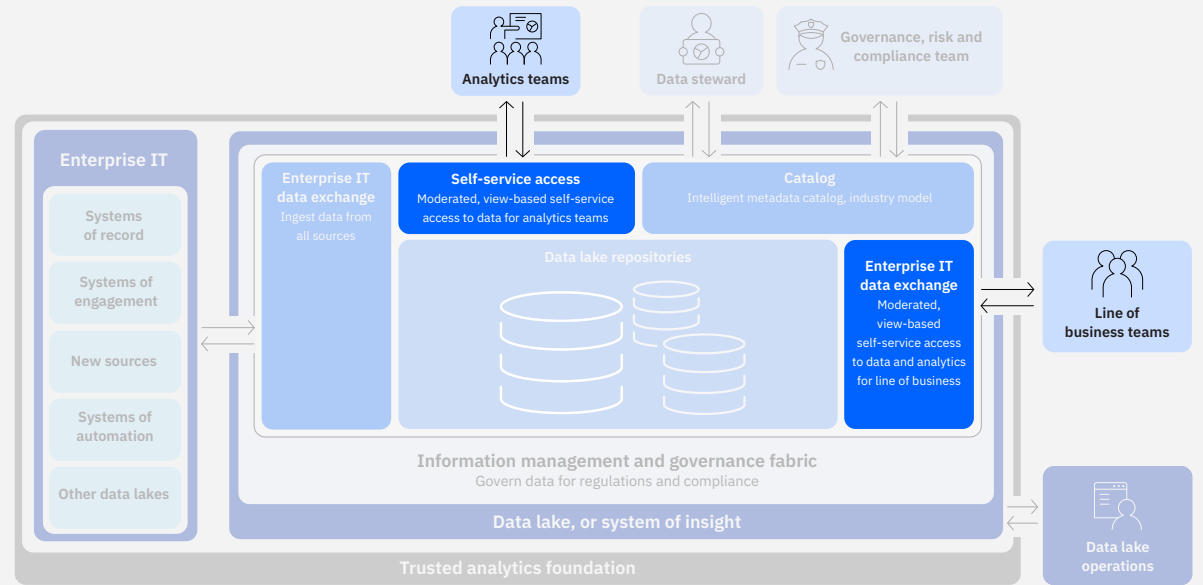 Analytics teams
Data steward
Governance, risk and
compliance team
Enterprise IT
Systems
of record
Systems of
engagement
New sources
Systems of
automation
Other data lakes
Enterprise IT
data exchange
Ingest data from
all sources
Self-service access
Moderated, view-based self-service
access to data for analytics teams
Catalog
Intelligent metadata catalog, industry model
Data lake repositories
Enterprise IT
data exchange
Moderated,
view-based
self-service access
to data and analytics
for line of business
Line of
business teams
Information management and governance fabric
Govern data for regulations and compliance
Data lake, or system of insight
Trusted analytics foundation
Data lake
operations